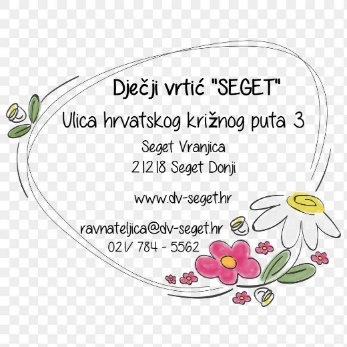 Dječji vrtić "SEGET"
Ulica hrvatskog križnog puta 3
Seget Vranjica
21218 Seget Donji
www.dv-seget.hr
ravnateljica@dv-seget.hr
021/ 784 - 5562